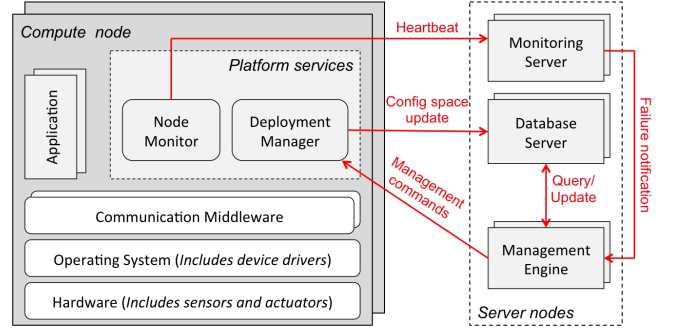 Compute node
Platform services
Application
Node
Monitor
Deployment
Manager
Communication Middleware
Operating System (Includes device drivers)
Hardware (Includes sensors and actuators)
Heartbeat
Config space
update
Management
commands
Monitoring
Server
Database
Server
Query/
Update
Management
Engine
Failure notification
Server nodes